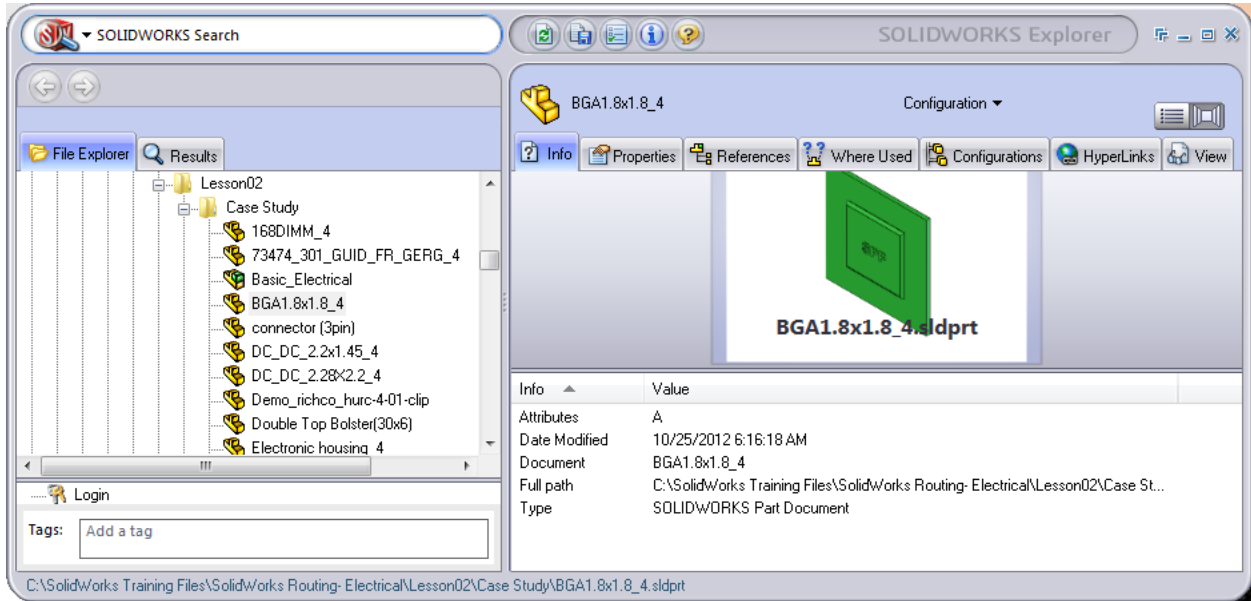 SOLIDWORKS Search
SOLIDWORKS Explorer
File Explorer
Results
Lesson02
Case Study
168DIMM_4
73474_301_GUID_FR_GERG_4
Basic_Electrical
BGA1.8x1.8_4
connector (3pin)
DC_DC_2.2x1.45_4
DC_DC_2.28X2.2_4
Demo_richco_hurc-4-01-clip
Double Top Bolster(30x6)
Electronic housing_4
Login
Tags: Add a tag
BGA1.8x1.8_4 Configuration
Info Properties References Where Used Configurations HyperLinks View
BGA1.8x1.8_4.sldprt
Info Value
Attributes A
Date Modified 10/25/2012 6:16:18 AM
Document BGA1.8x1.8_4
Full path C:\SolidWorks Training Files\SolidWorks Routing- Electrical\Lesson02\Case St...
Type SOLIDWORKS Part Document
C:\SolidWorks Training Files\SolidWorks Routing- Electrical\Lesson02\Case Study\BGA1.8x1.8_4.sldprt